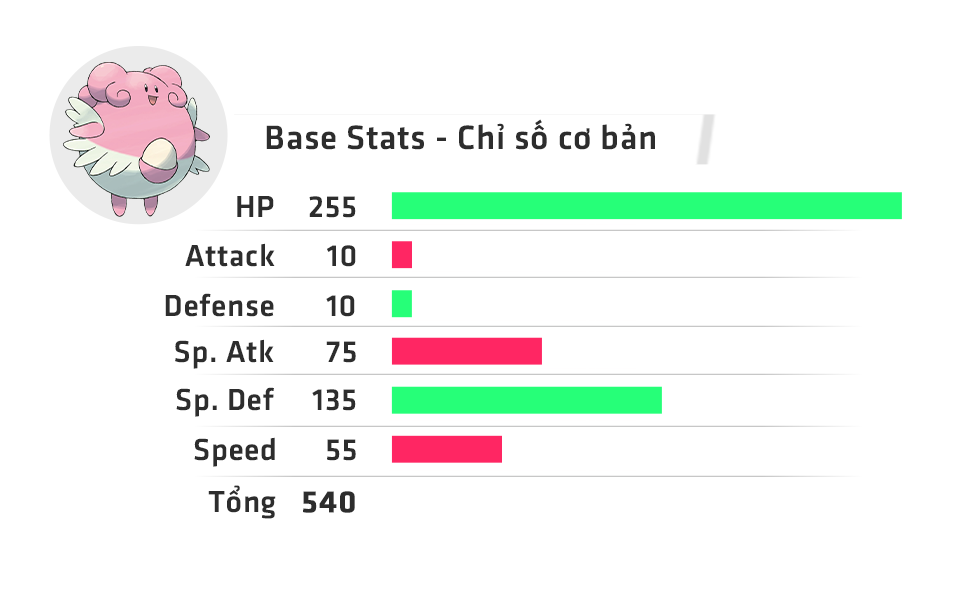 Base Stats - Chỉ số cơ bản
HP 255
Attack 10
Defense 10
Sp. Atk 75
Sp. Def 135
Speed 55
Tổng 540